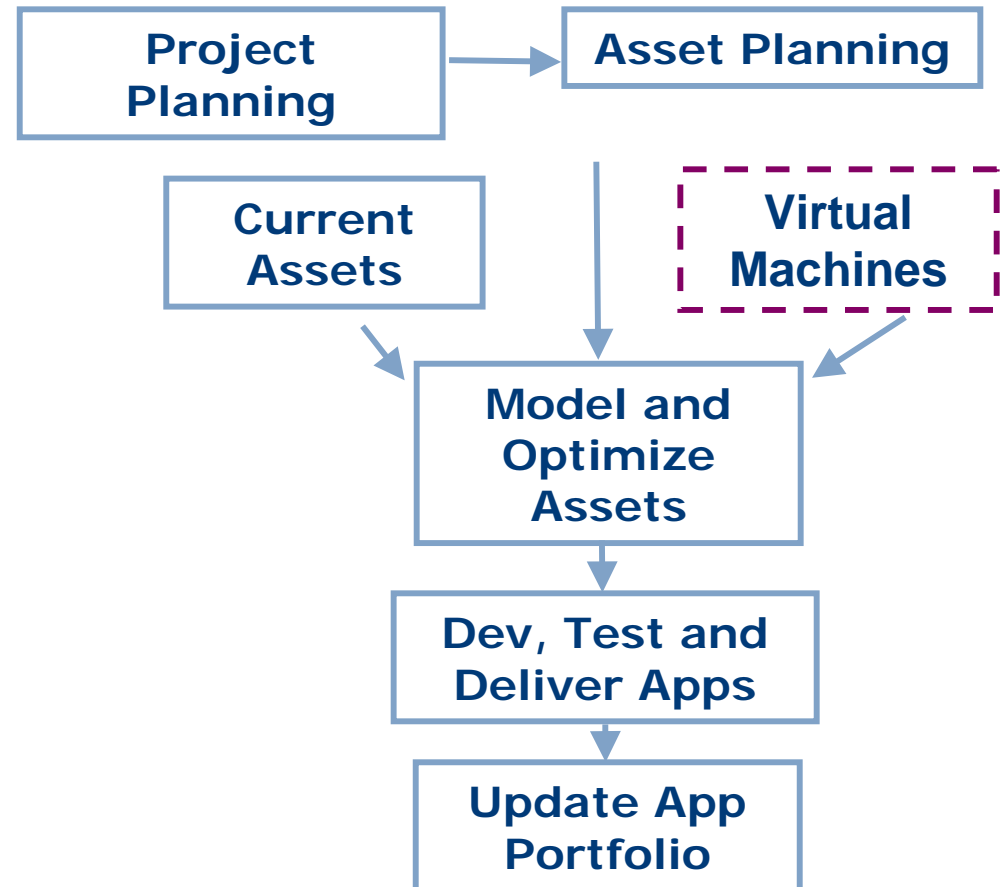 Project
Planning
Asset Planning
Current
Assets
Virtual
Machines
Model and
Optimize
Assets
Dev, Test and
Deliver Apps
Update App
Portfolio